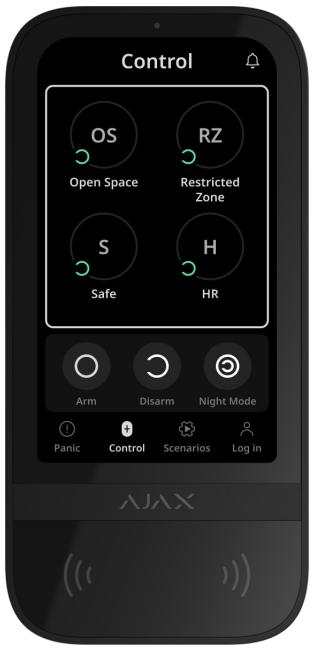 Control
OS
RZ
Open Space
Restricted
Zone
S
H
Safe
HR
Arm
Disarm
Night Mode
Panic
Control
Scenarios
Log in
AJAX